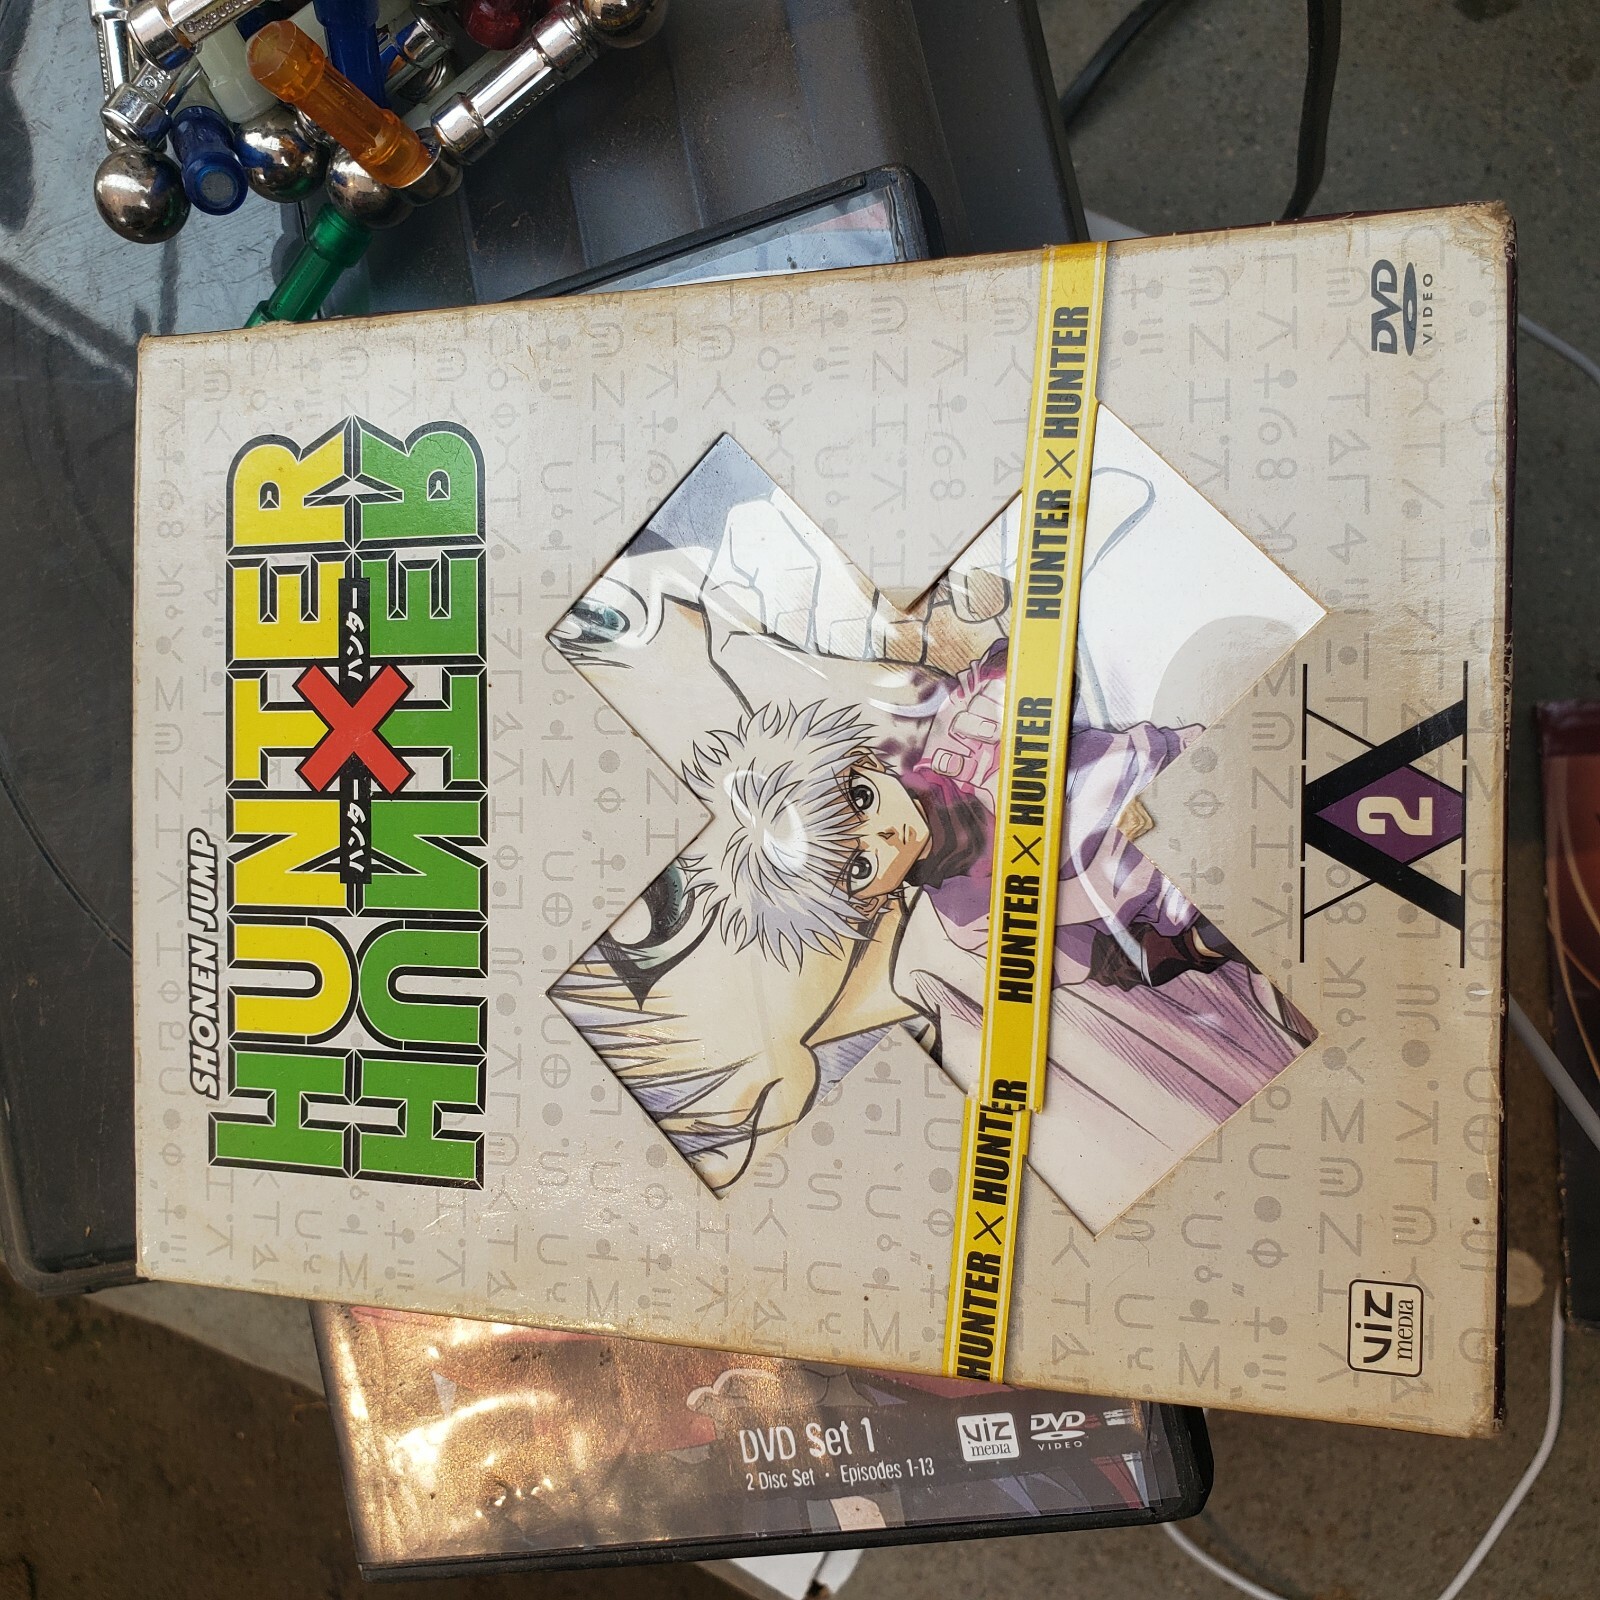 SHONEN JUMP
HUNTER
ハンター×ハンター
HUNTER
HUNTER×HUNTER HUNTER×HUNTER HUNTER×HUNTER
2
VIZ
media
DVD
VIDEO
DVD Set 1
2 Disc Set · Episodes 1-13
VIZ
media
DVD
VIDEO